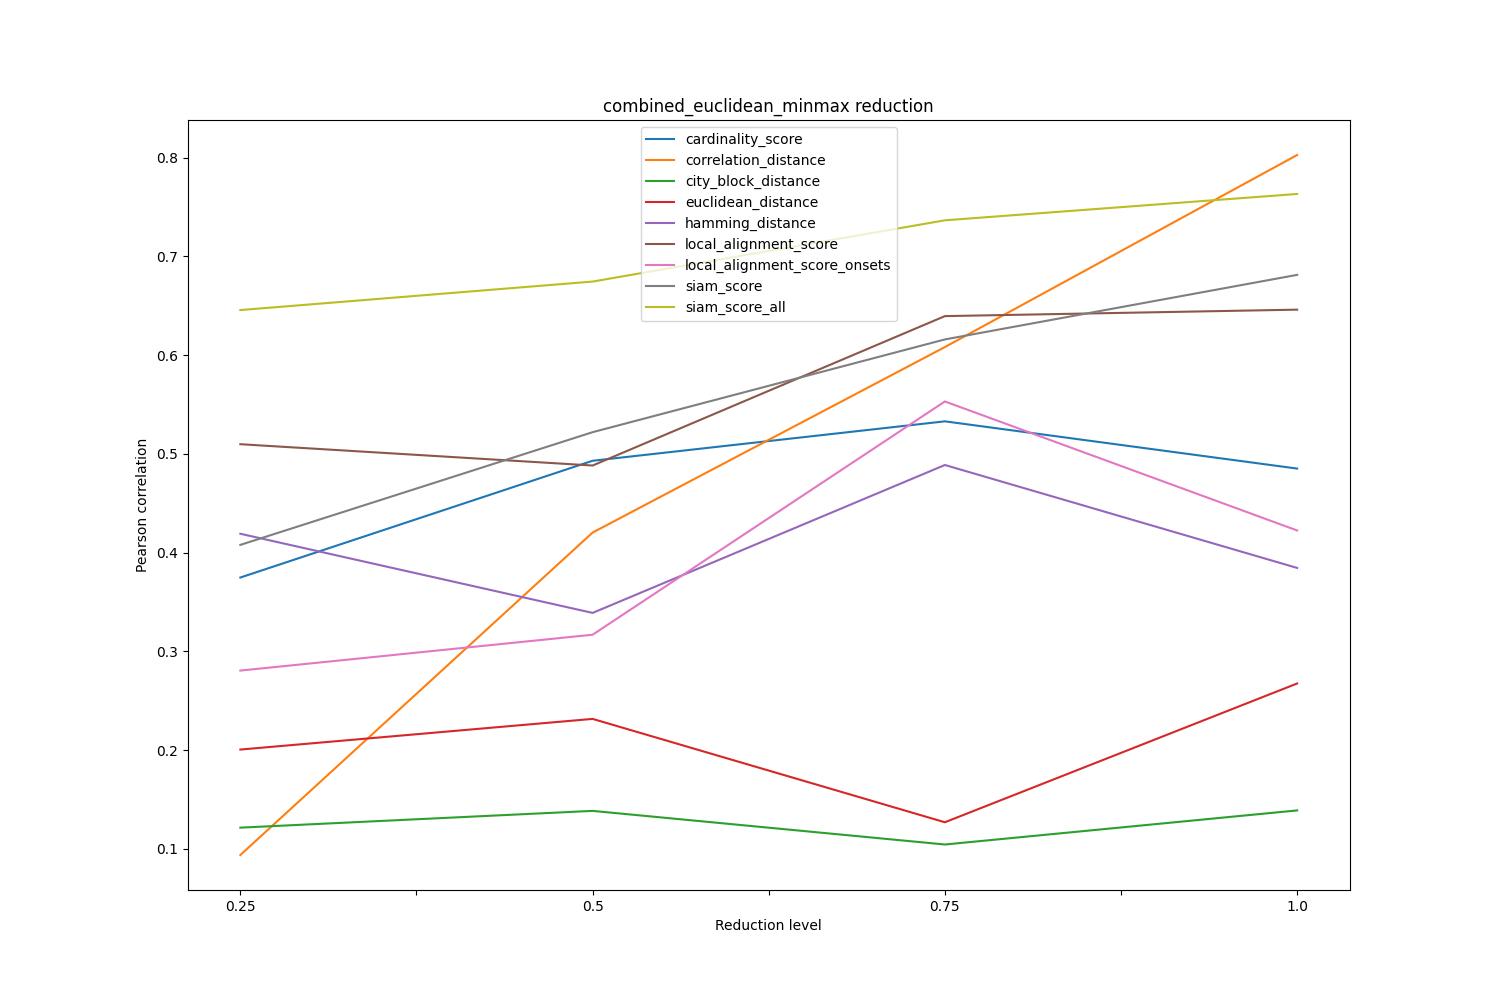 combined_euclidean_minmax reduction
cardinality_score
correlation_distance
city_block_distance
euclidean_distance
hamming_distance
local_alignment_score
local_alignment_score_onsets
siam_score
siam_score_all
0.8
0.7
0.6
0.5
0.4
0.3
0.2
0.1
Pearson correlation
0.25 0.5 0.75 1.0
Reduction level